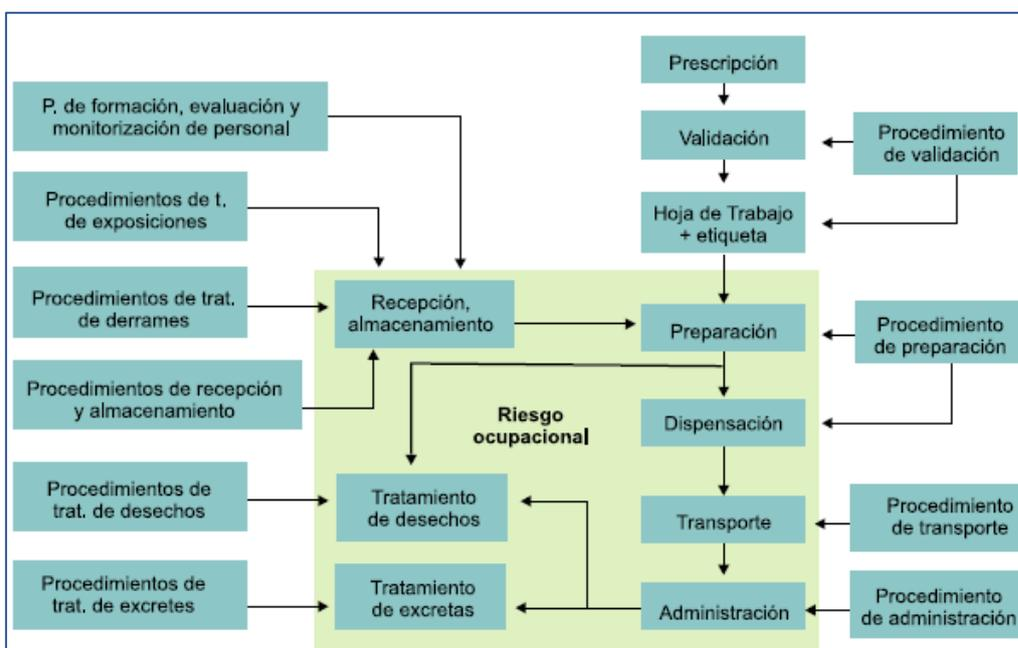 Prescripción
P. de formación, evaluación y
monitorización de personal
Validación
Procedimiento
de validación
Procedimientos de t.
de exposiciones
Hoja de Trabajo
+ etiqueta
Procedimientos de trat.
de derrames
Recepción,
almacenamiento
Preparación
Procedimiento
de preparación
Procedimientos de recepción
y almacenamiento
Riesgo
ocupacional
Dispensación
Procedimientos de
trat. de desechos
Tratamiento
de desechos
Transporte
Procedimiento
de transporte
Procedimientos de
trat. de excretes
Tratamiento
de excretas
Administración
Procedimiento
de administración